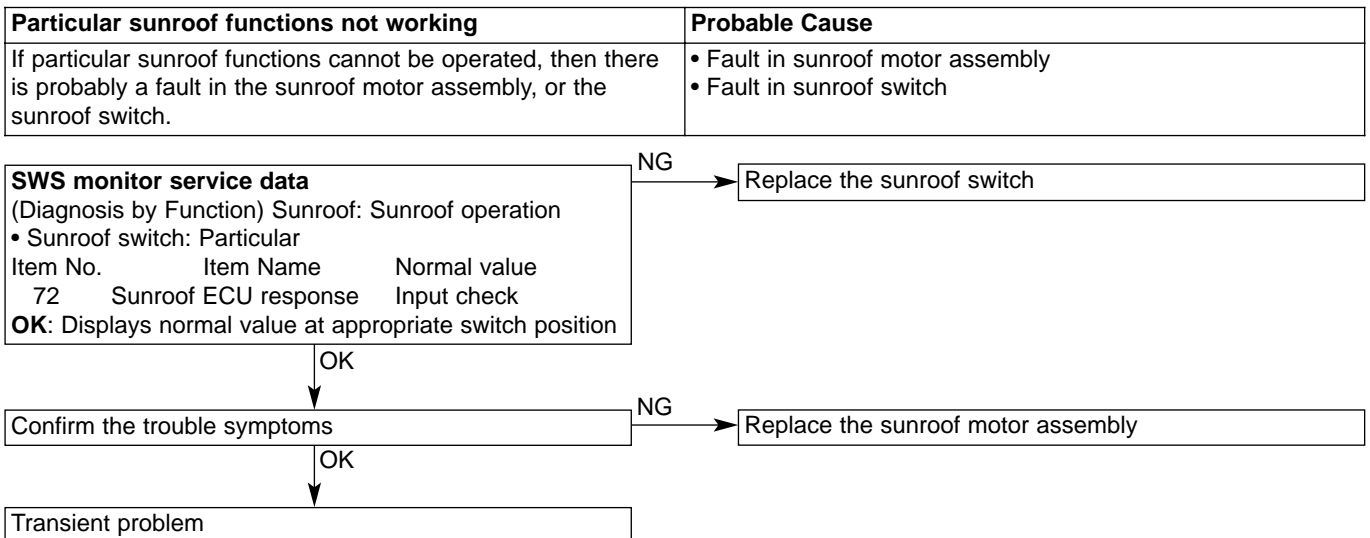 Particular sunroof functions not working
Probable Cause
If particular sunroof functions cannot be operated, then there
is probably a fault in the sunroof motor assembly, or the
sunroof switch.
• Fault in sunroof motor assembly
• Fault in sunroof switch
SWS monitor service data
(Diagnosis by Function) Sunroof: Sunroof operation
• Sunroof switch: Particular
Item No. Item Name Normal value
72 Sunroof ECU response Input check
OK: Displays normal value at appropriate switch position
NG
Replace the sunroof switch
OK
Confirm the trouble symptoms
NG
Replace the sunroof motor assembly
OK
Transient problem